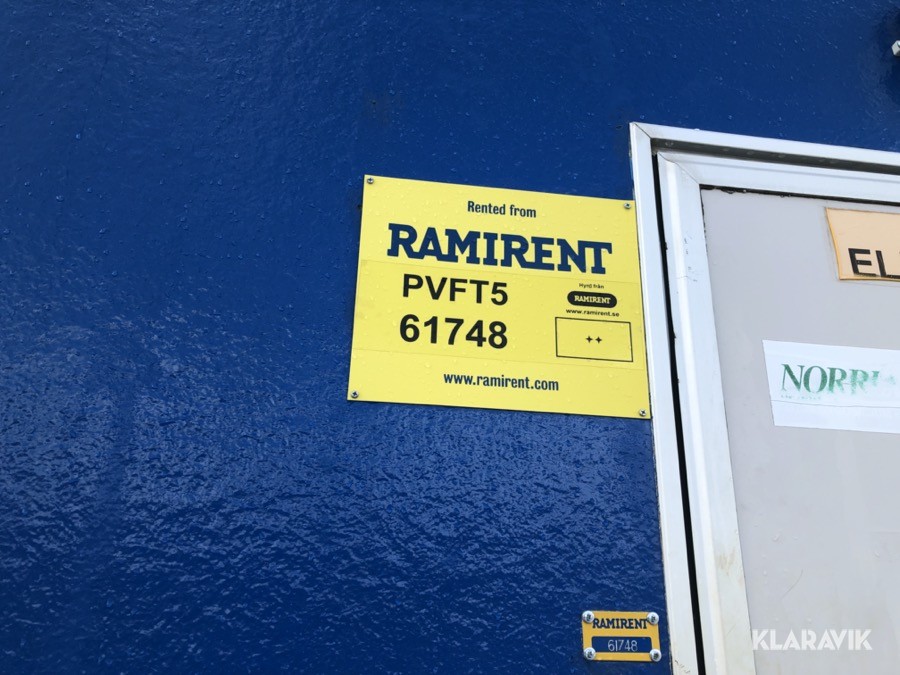 Rented from
RAMIRENT
PVFT5
61748
Hyrd från
RAMIRENT
www.ramirent.se
++
www.ramirent.com
EL
NORR
RAMIRENT
61748
KLARAVIK